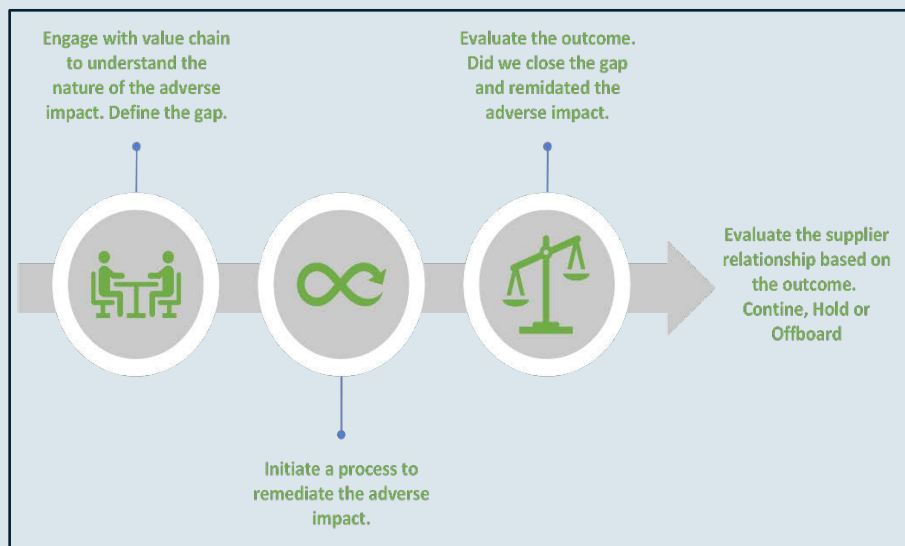 Engage with value chain
to understand the
nature of the adverse
impact. Define the gap.
Initiate a process to
remediate the adverse
impact.
Evaluate the outcome.
Did we close the gap
and remidated the
adverse impact.
Evaluate the supplier
relationship based on
the outcome.
Contine, Hold or
Offboard